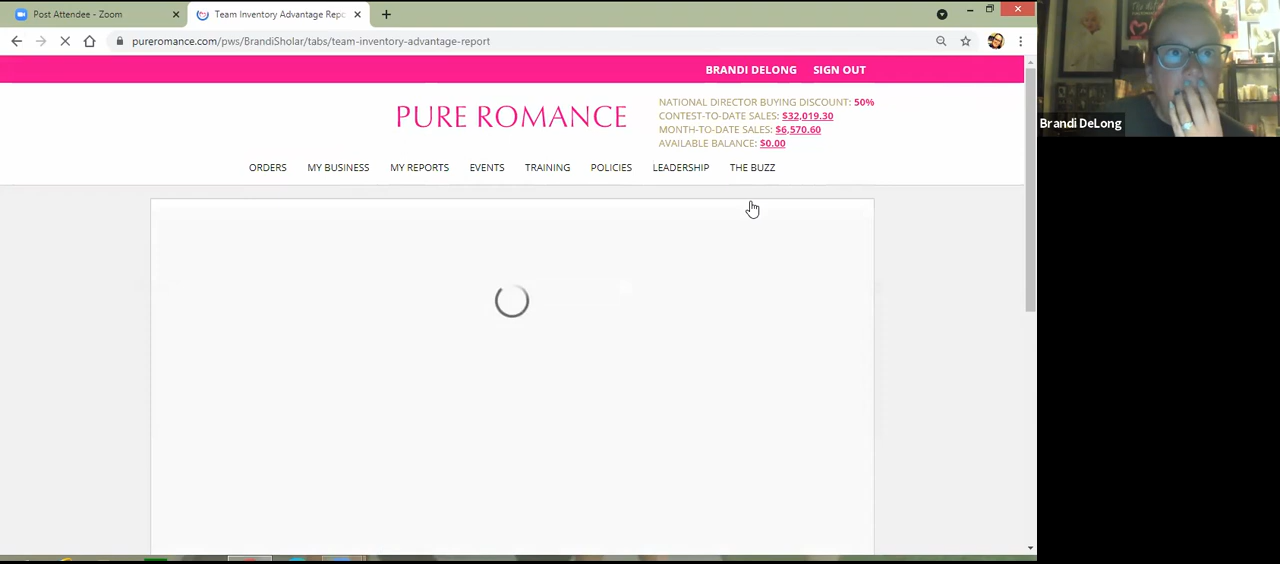 Post Attendee - Zoom
Team Inventory Advantage Repo
pureromance.com/pws/BrandiSholar/tabs/team-inventory-advantage-report
BRANDI DELONG SIGN OUT
PURE ROMANCE
NATIONAL DIRECTOR BUYING DISCOUNT: 50%
CONTEST-TO-DATE SALES: $32,019.30
MONTH-TO-DATE SALES: $6,570.60
AVAILABLE BALANCE: $0.00
ORDERS MY BUSINESS MY REPORTS EVENTS TRAINING POLICIES LEADERSHIP THE BUZZ
Brandi DeLong